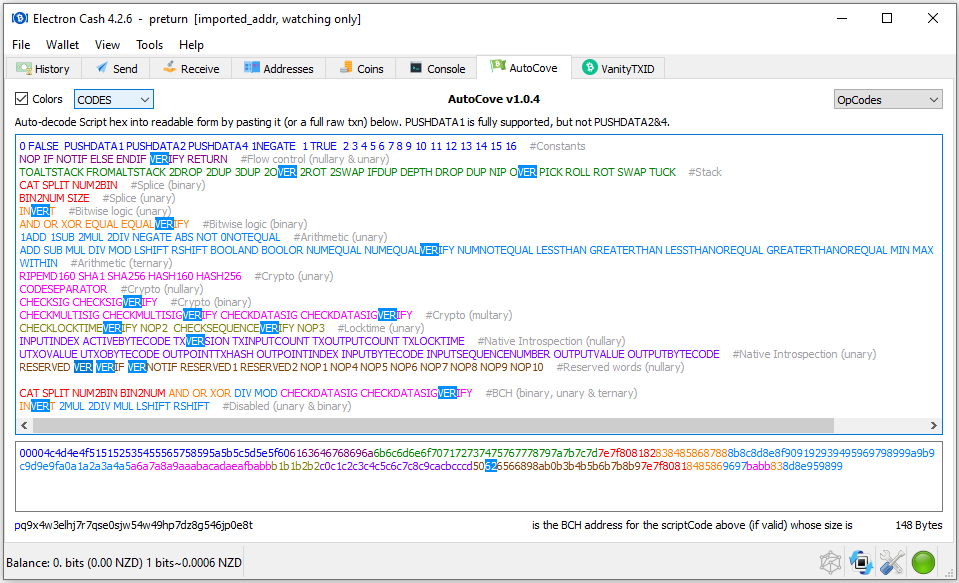 Electron Cash 4.2.6 - preturn [imported_addr, watching only]
File Wallet View Tools Help
History Send Receive Addresses Coins Console AutoCove VanityTXID
Colors CODES AutoCove v1.0.4 OpCodes
Auto-decode Script hex into readable form by pasting it (or a full raw txn) below. PUSHDATA1 is fully supported, but not PUSHDATA2&4.
0 FALSE PUSHDATA1 PUSHDATA2 PUSHDATA4 1NEGATE 1 TRUE 2 3 4 5 6 7 8 9 10 11 12 13 14 15 16 #Constants
NOP IF NOTIF ELSE ENDIF VERIFY RETURN #Flow control (nullary & unary)
TOALTSTACK FROMALTSTACK 2DROP 2DUP 3DUP 2OVER 2ROT 2SWAP IFDUP DEPTH DROP DUP NIP OVER PICK ROLL ROT SWAP TUCK #Stack
CAT SPLIT NUM2BIN #Splice (binary)
BIN2NUM SIZE #Splice (unary)
INVERT #Bitwise logic (unary)
AND OR XOR EQUAL EQUALVERIFY #Bitwise logic (binary)
1ADD 1SUB 2MUL 2DIV NEGATE ABS NOT 0NOTEQUAL #Arithmetic (unary)
ADD SUB MUL DIV MOD LSHIFT RSHIFT BOOLAND BOOLOR NUMEQUAL NUMEQUALVERIFY NUMNOTEQUAL LESSTHAN GREATERTHAN LESSTHANOREQUAL GREATERTHANOREQUAL MIN MAX
WITHIN #Arithmetic (ternary)
RIPEMD160 SHA1 SHA256 HASH160 HASH256 #Crypto (unary)
CODESEPARATOR #Crypto (nullary)
CHECKSIG CHECKSIGVERIFY #Crypto (binary)
CHECKMULTISIG CHECKMULTISIGVERIFY CHECKDATASIG CHECKDATASIGVERIFY #Crypto (multary)
CHECKLOCKTIMEVERIFY NOP2 CHECKSEQUENCEVERIFY NOP3 #Locktime (unary)
INPUTINDEX ACTIVEBYTECODE TXVERSION TXINPUTCOUNT TXOUTPUTCOUNT TXLOCKTIME #Native Introspection (nullary)
UTXOVALUE UTXOBYTECODE OUTPOINTTXHASH OUTPOINTINDEX INPUTBYTECODE INPUTSEQUENCENUMBER OUTPUTVALUE OUTPUTBYTECODE #Native Introspection (unary)
RESERVED VER VERIF VERNOTIF RESERVED1 RESERVED2 NOP1 NOP4 NOP5 NOP6 NOP7 NOP8 NOP9 NOP10 #Reserved words (nullary)
CAT SPLIT NUM2BIN BIN2NUM AND OR XOR DIV MOD CHECKDATASIG CHECKDATASIGVERIFY #BCH (binary, unary & ternary)
INVERT 2MUL 2DIV MUL LSHIFT RSHIFT #Disabled (unary & binary)
00004c4d4e4f515152535455565758595a5b5c5d5e5f606163646768696a6b6c6d6e6f707172737475767778797a7b7c7d7e7f808182838485868788 8b8c8d8e8f909192939495969798999a9b9
c9d9e9fa0a1a2a3a4a5a6a7a8a9aaabacadaeafbabbb1b1b2b2c0c1c2c3c4c5c6c7c8c9cacbcccd50626566898ab0b3b4b5b6b7b8b97e7f80818485869697babb838d8e959899
pq9x4w3elhj7r7qse0sjw54w49hp7dz8g546jp0e8t is the BCH address for the scriptCode above (if valid) whose size is 148 Bytes
Balance: 0. bits (0.00 NZD) 1 bits~0.0006 NZD